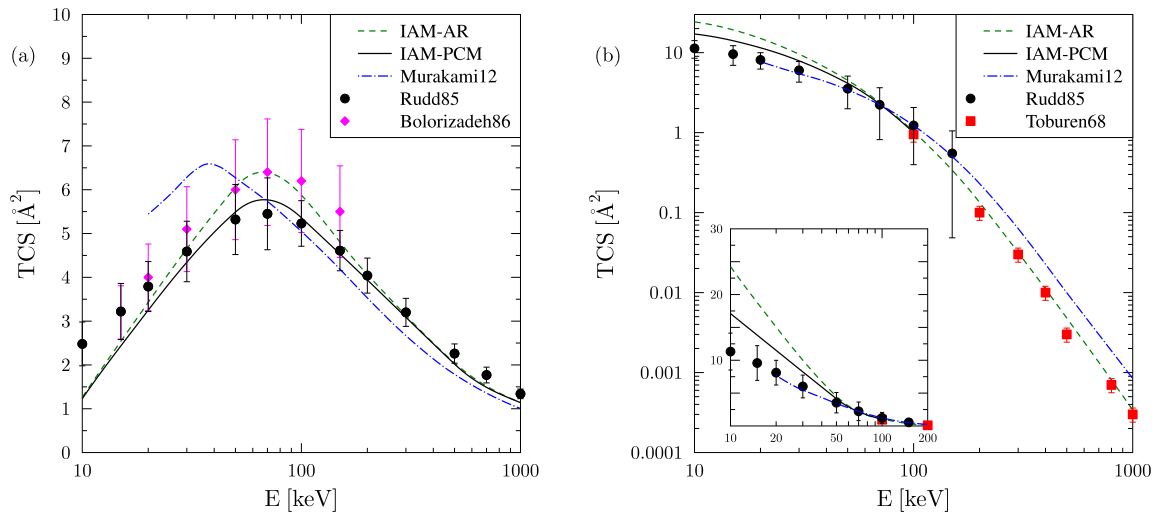 (a)
TCS [Å²]
10
9
8
7
6
5
4
3
2
1
0
IAM-AR
IAM-PCM
Murakami12
Rudd85
Bolorizadeh86
10 100 1000
E [keV]
(b)
TCS [Å²]
10
1
0.1
0.01
0.001
0.0001
IAM-AR
IAM-PCM
Murakami12
Rudd85
Toburen68
30
20
10
10 20 50 100 200
10 100 1000
E [keV]